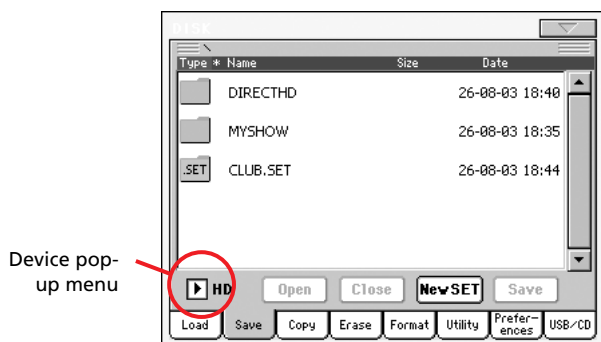 DISK
Type * Name Size Date
DIRECTHD 26-08-03 18:40
MYSHOW 26-08-03 18:35
.SET CLUB.SET 26-08-03 18:44
Device pop-
up menu
HD Open Close New SET Save
Load Save Copy Erase Format Utility Prefer-
ences USB/CD